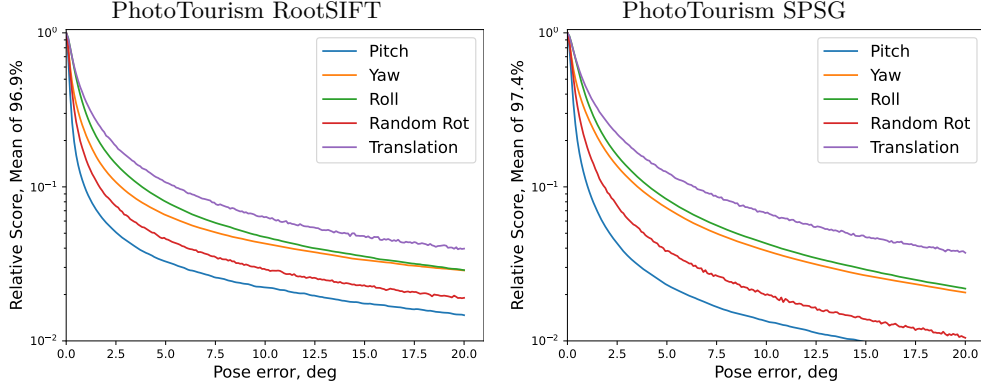 PhotoTourism RootSIFT
Relative Score, Mean of 96.9%
10⁰
10⁻¹
10⁻²
Pitch
Yaw
Roll
Random Rot
Translation
0.0 2.5 5.0 7.5 10.0 12.5 15.0 17.5 20.0
Pose error, deg
PhotoTourism SPSG
Relative Score, Mean of 97.4%
10⁰
10⁻¹
10⁻²
Pitch
Yaw
Roll
Random Rot
Translation
0.0 2.5 5.0 7.5 10.0 12.5 15.0 17.5 20.0
Pose error, deg